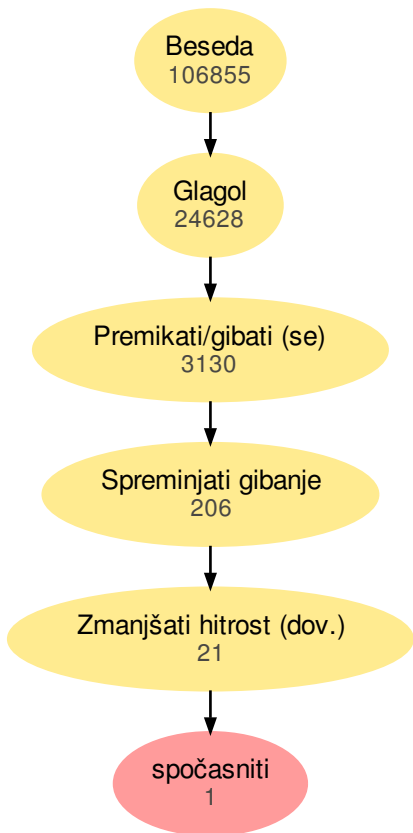 Beseda
106855
Glagol
24628
Premikati/gibati (se)
3130
Spreminjati gibanje
206
Zmanjšati hitrost (dov.)
21
spočasniti
1